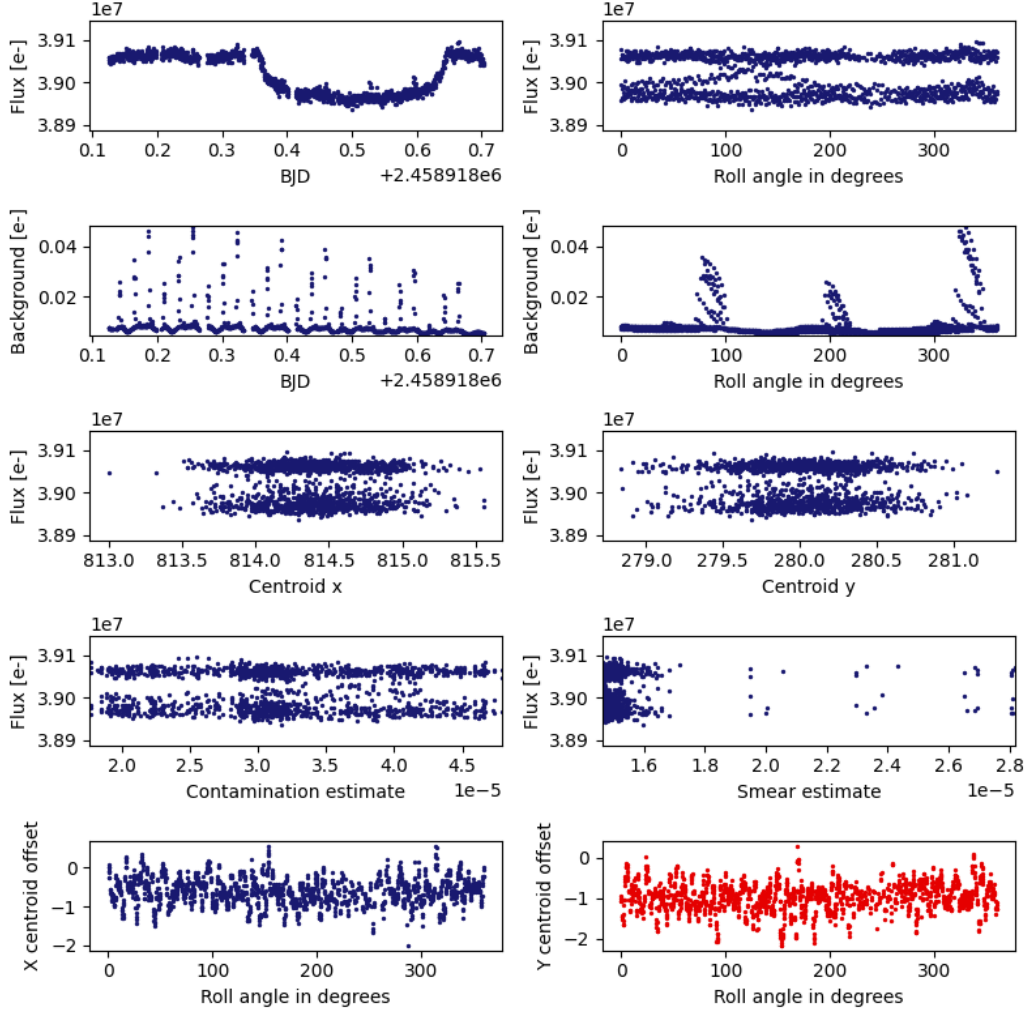 1e7
Flux [e-]
3.91
3.90
3.89
0.1 0.2 0.3 0.4 0.5 0.6 0.7
BJD
+2.458918e6
1e7
Flux [e-]
3.91
3.90
3.89
0 100 200 300
Roll angle in degrees
Background [e-]
0.04
0.02
0.1 0.2 0.3 0.4 0.5 0.6 0.7
BJD
+2.458918e6
Background [e-]
0.04
0.02
0 100 200 300
Roll angle in degrees
1e7
Flux [e-]
3.91
3.90
3.89
813.0 813.5 814.0 814.5 815.0 815.5
Centroid x
1e7
Flux [e-]
3.91
3.90
3.89
279.0 279.5 280.0 280.5 281.0
Centroid y
1e7
Flux [e-]
3.91
3.90
3.89
2.0 2.5 3.0 3.5 4.0 4.5
Contamination estimate
1e−5
1e7
Flux [e-]
3.91
3.90
3.89
1.6 1.8 2.0 2.2 2.4 2.6 2.8
Smear estimate
1e−5
X centroid offset
0
−1
−2
0 100 200 300
Roll angle in degrees
Y centroid offset
0
−1
−2
0 100 200 300
Roll angle in degrees